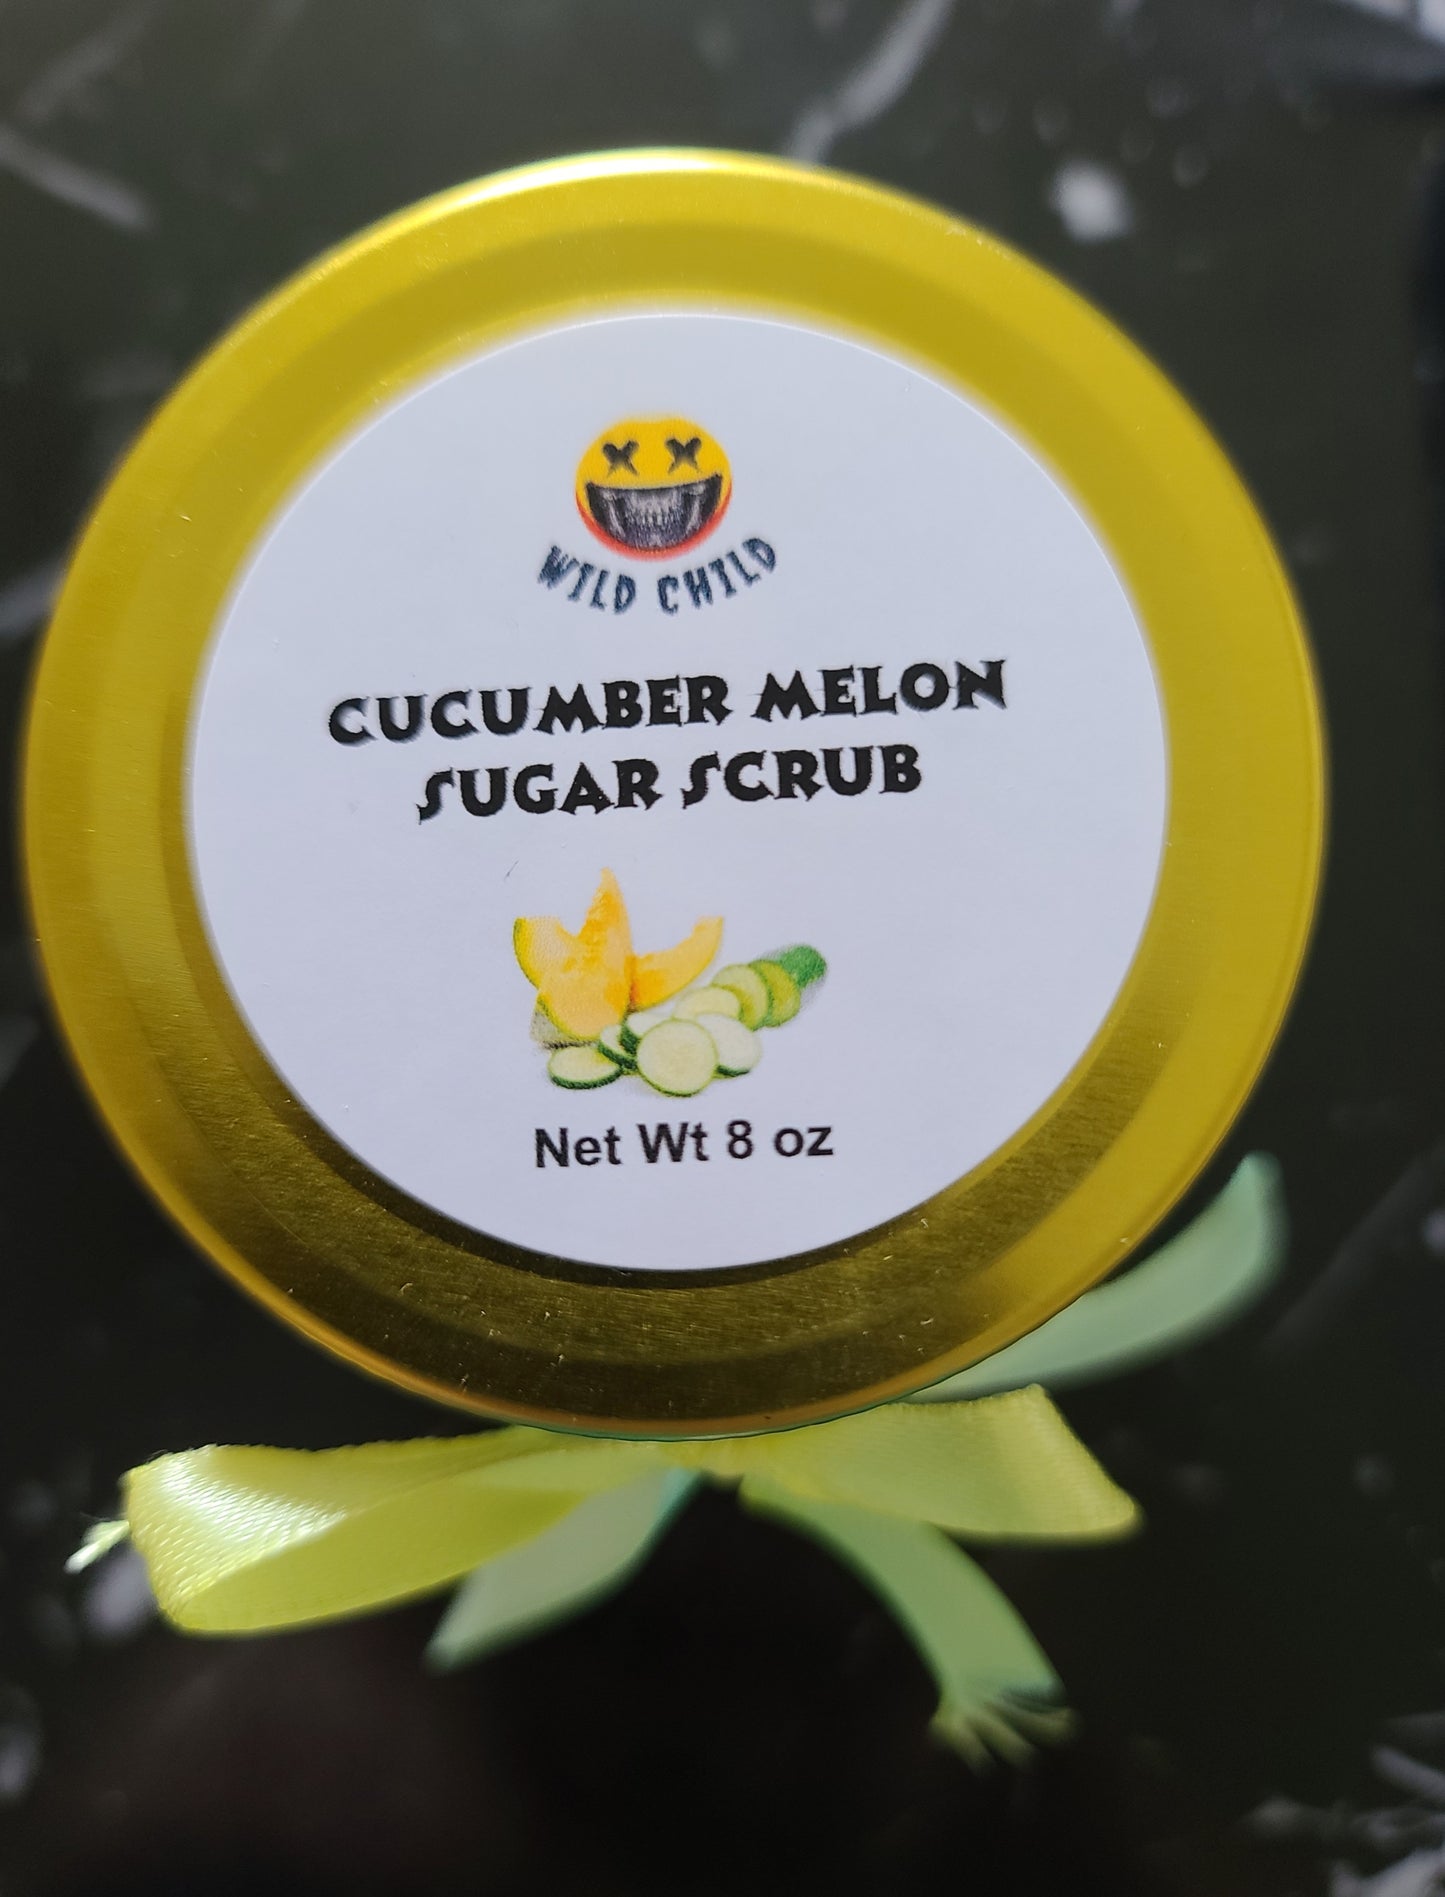 WILD CHILD
CUCUMBER MELON
SUGAR SCRUB
Net Wt 8 oz